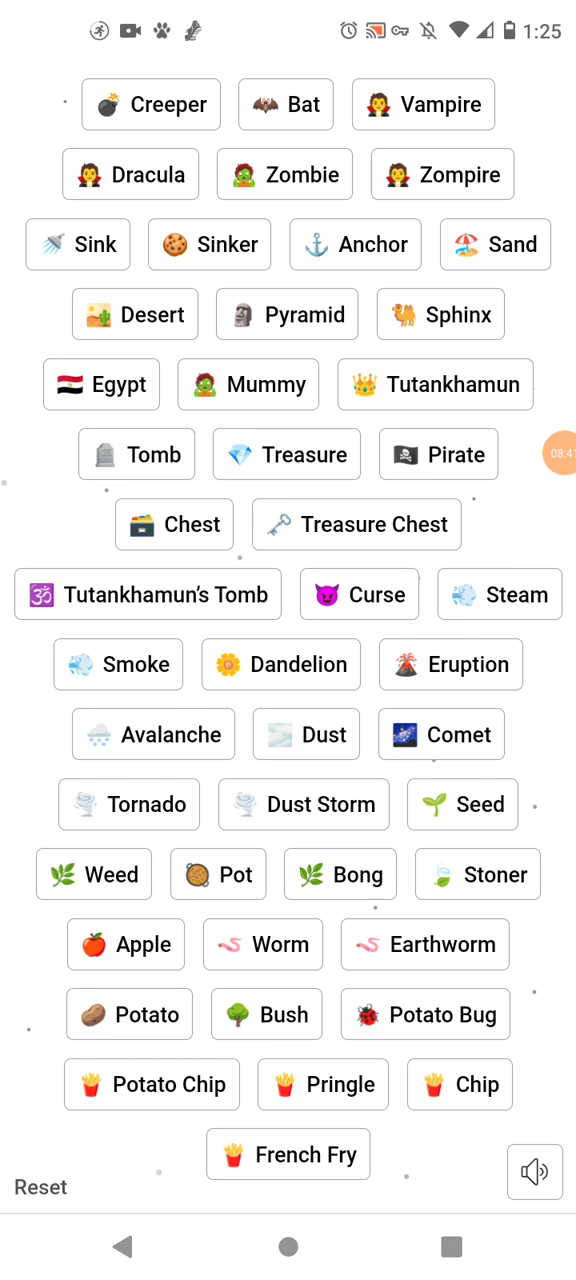 1:25
Creeper Bat Vampire
Dracula Zombie Zompire
Sink Sinker Anchor Sand
Desert Pyramid Sphinx
Egypt Mummy Tutankhamun
Tomb Treasure Pirate
08:41
Chest Treasure Chest
Tutankhamun's Tomb Curse Steam
Smoke Dandelion Eruption
Avalanche Dust Comet
Tornado Dust Storm Seed
Weed Pot Bong Stoner
Apple Worm Earthworm
Potato Bush Potato Bug
Potato Chip Pringle Chip
French Fry
Reset